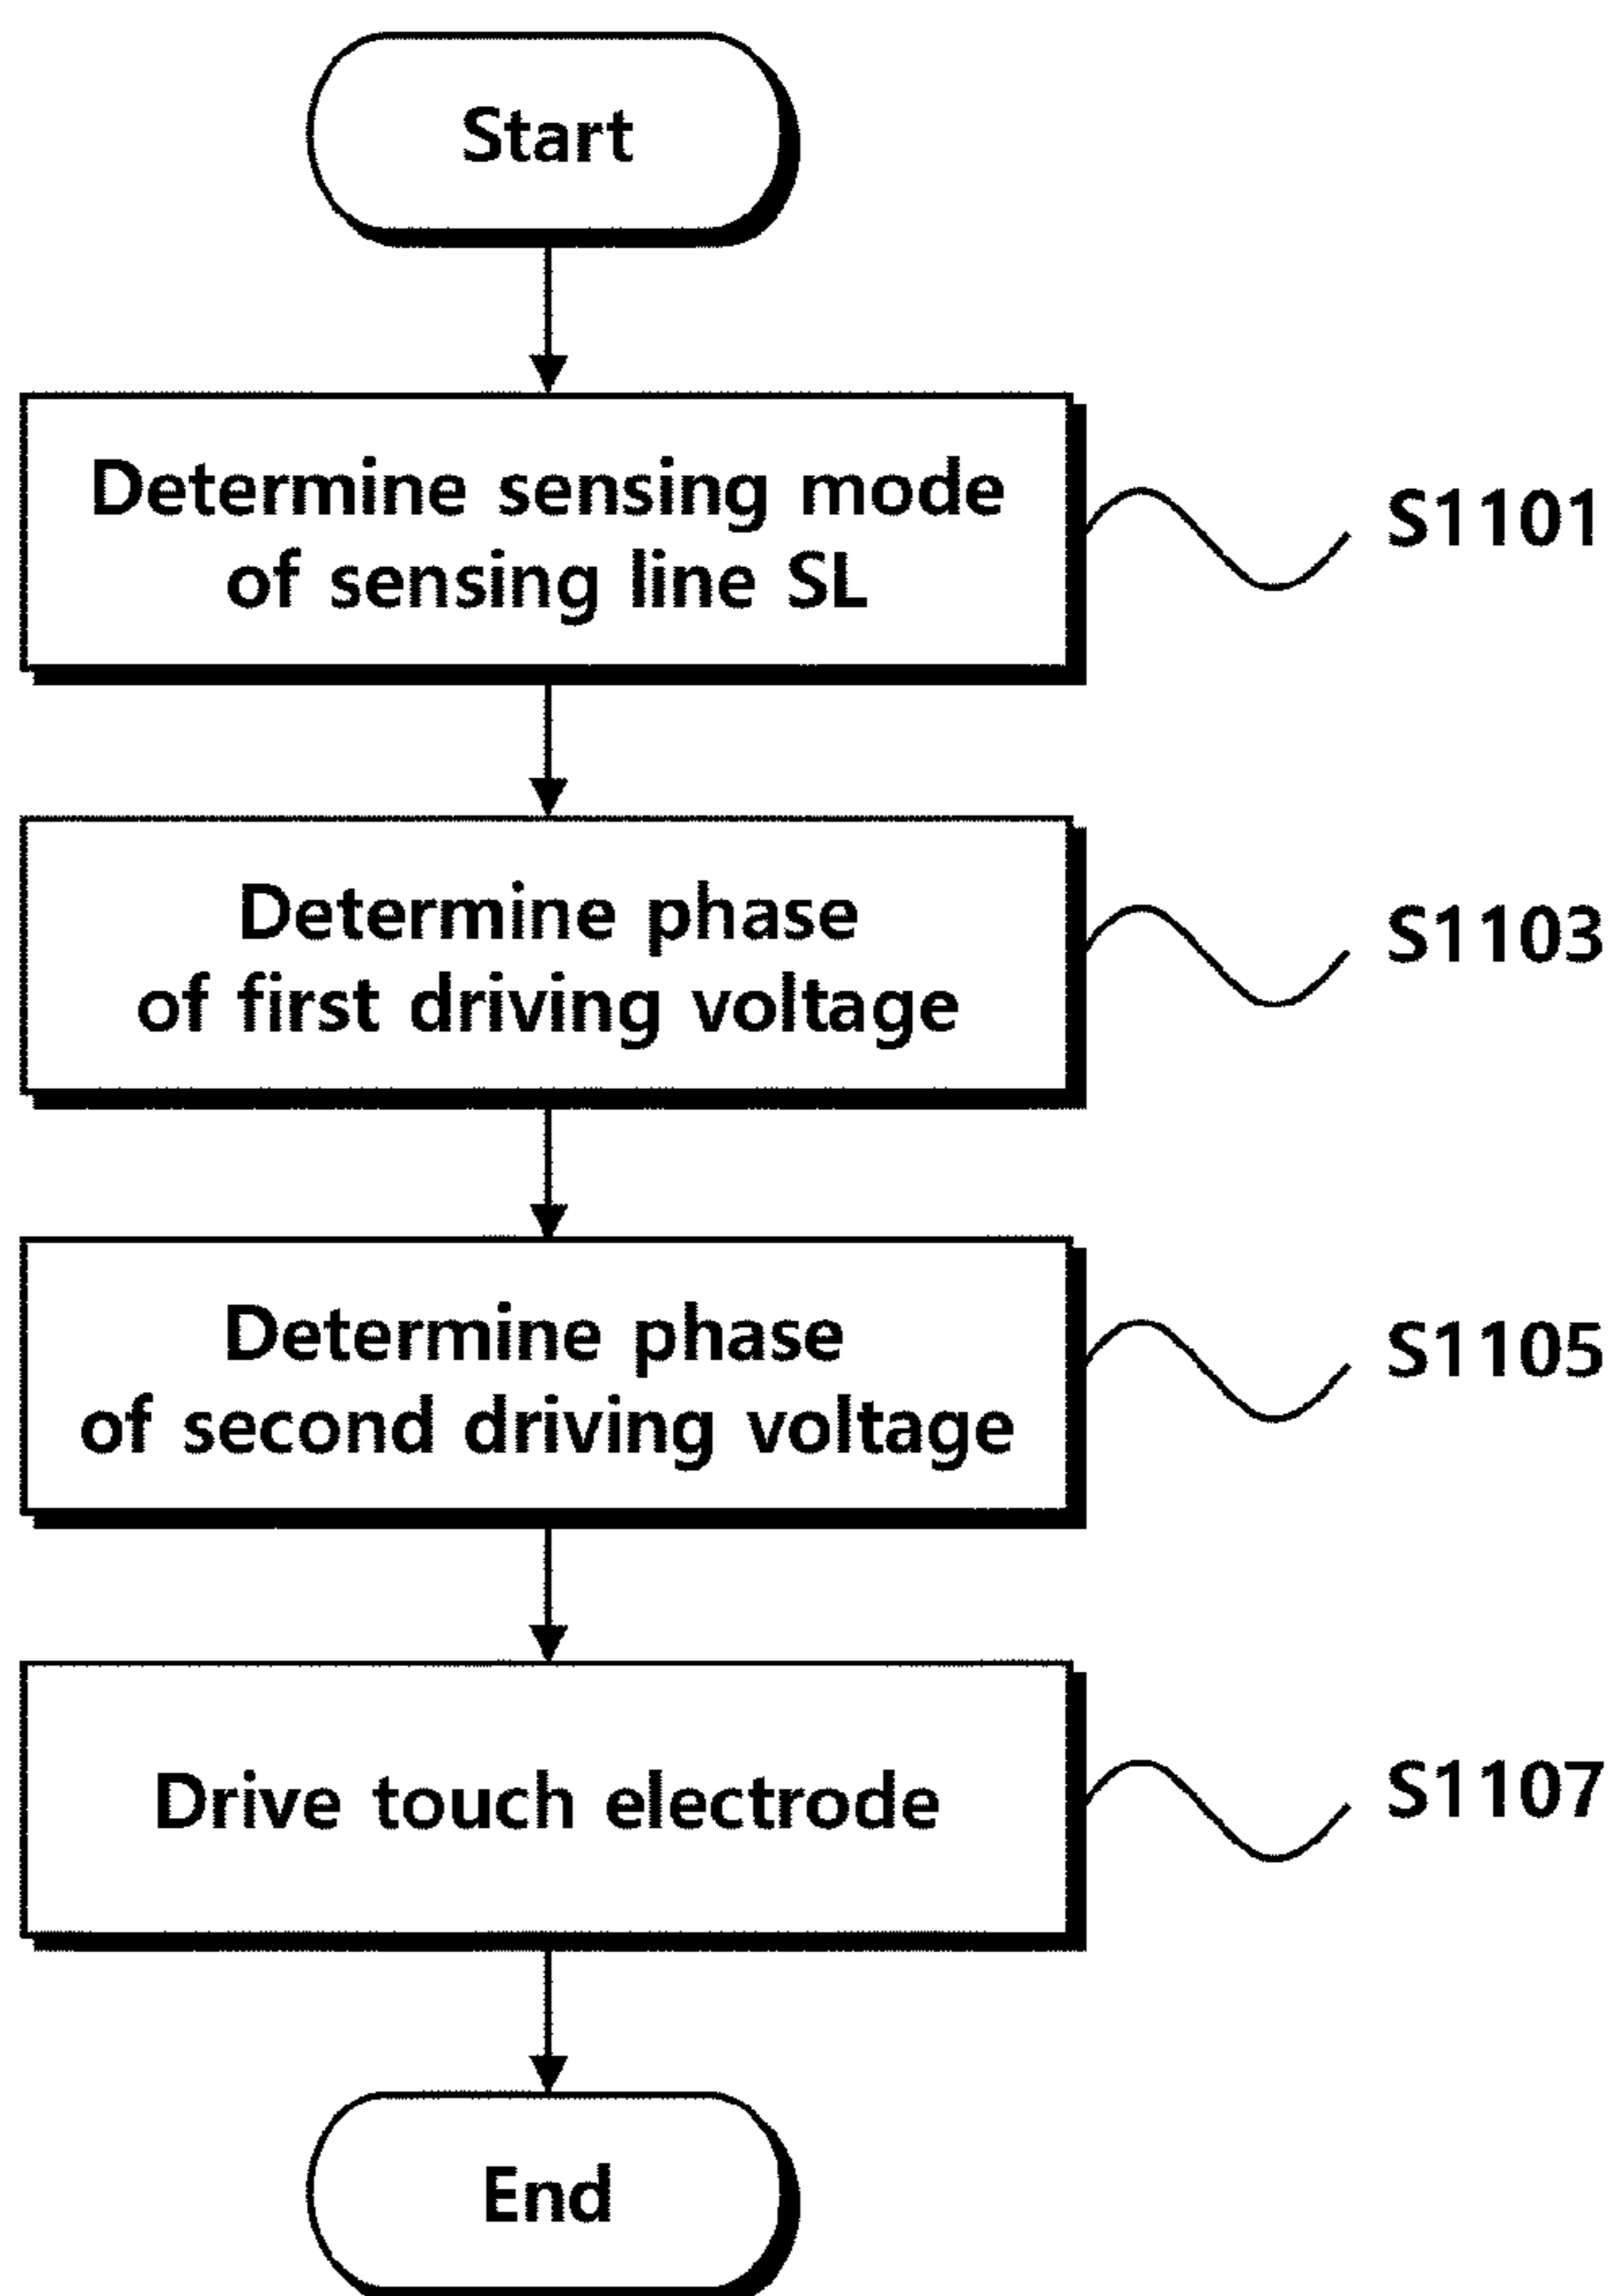 Start
Determine sensing mode
of sensing line SL
S1101
Determine phase
of first driving voltage
S1103
Determine phase
of second driving voltage
S1105
Drive touch electrode
S1107
End